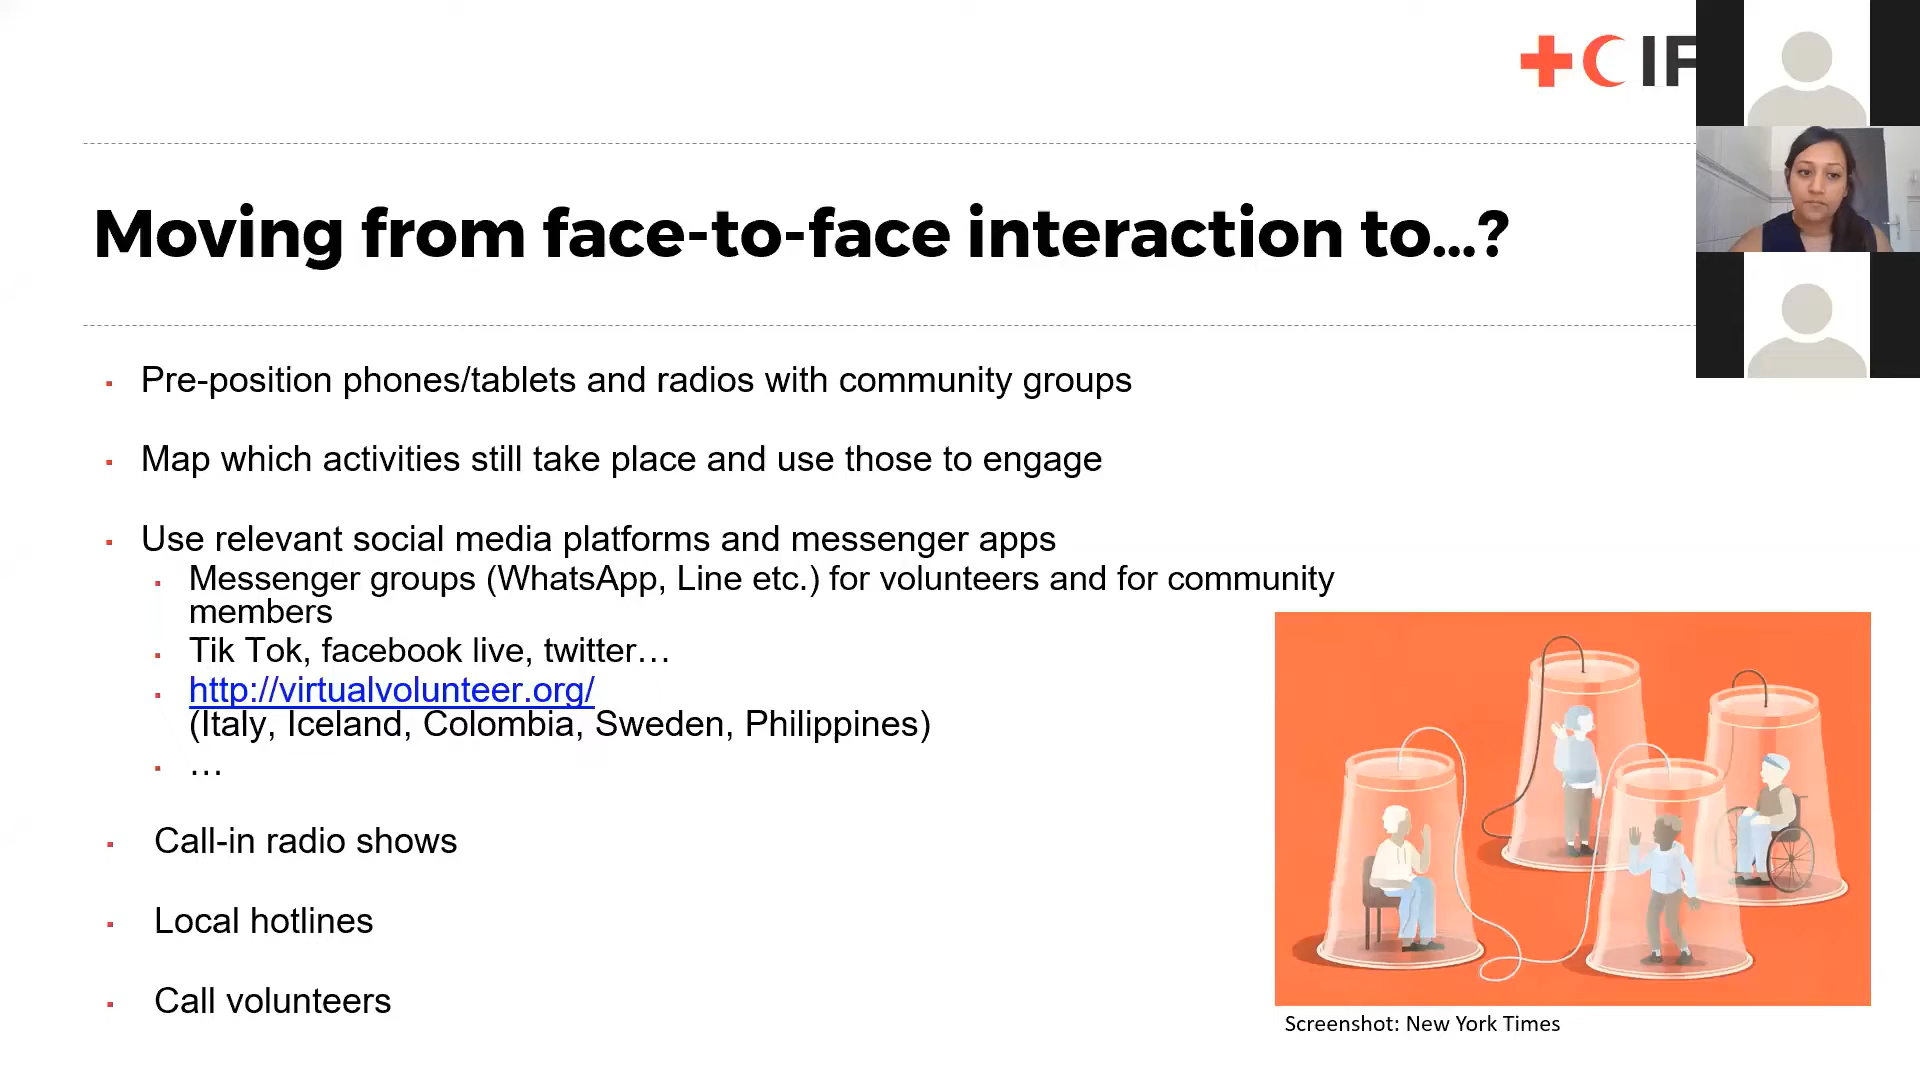 IF
Moving from face-to-face interaction to...?
Pre-position phones/tablets and radios with community groups
Map which activities still take place and use those to engage
Use relevant social media platforms and messenger apps
Messenger groups (WhatsApp, Line etc.) for volunteers and for community
members
Tik Tok, facebook live, twitter…
http://virtualvolunteer.org/
(Italy, Iceland, Colombia, Sweden, Philippines)
…
Call-in radio shows
Local hotlines
Call volunteers
Screenshot: New York Times